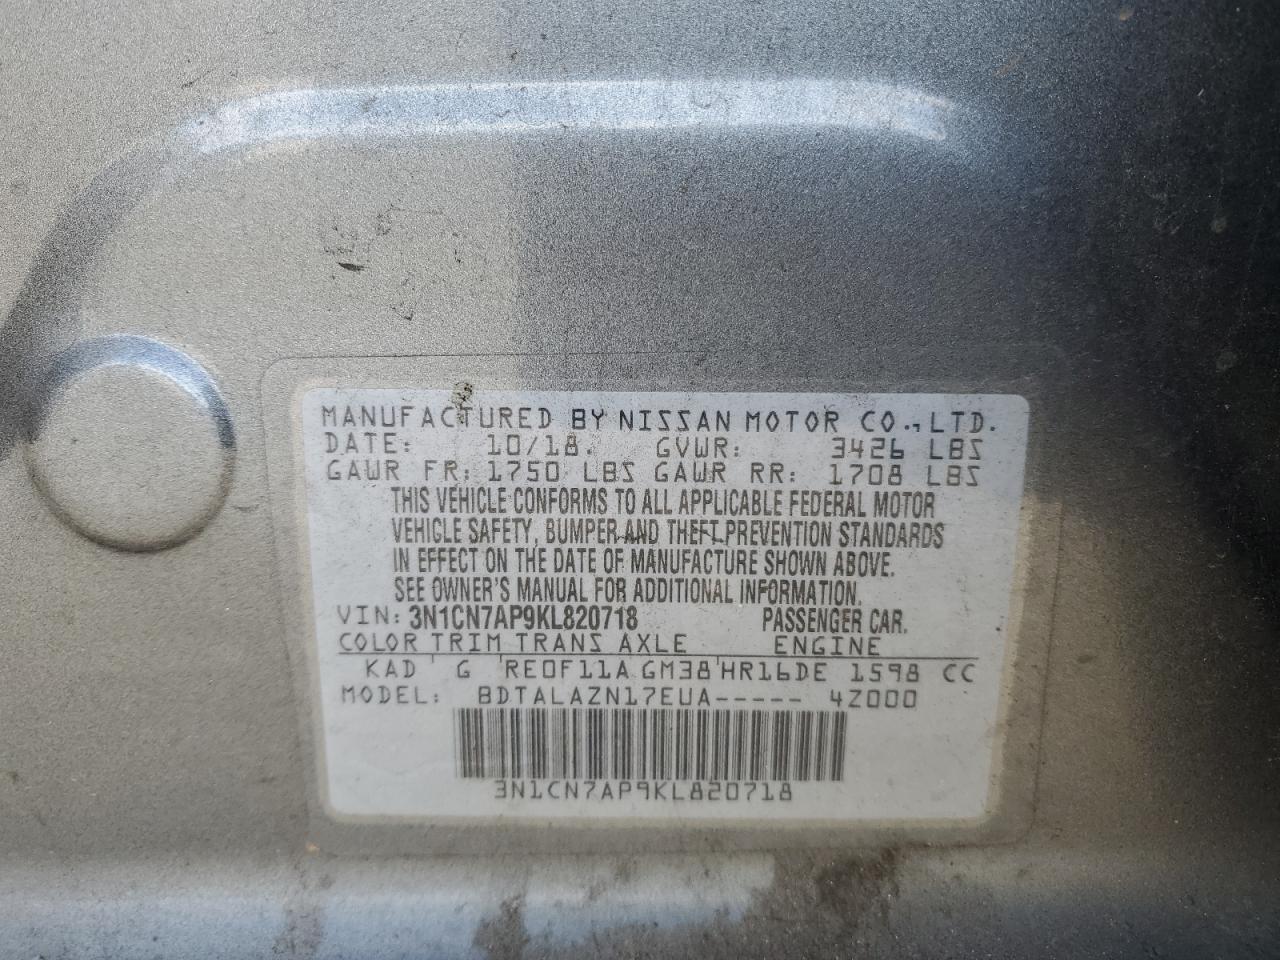 MANUFACTURED BY NISSAN MOTOR CO., LTD.
DATE: 10/18. GVWR: 3426 LBS
GAWR FR: 1750 LBS GAWR RR: 1708 LBS
THIS VEHICLE CONFORMS TO ALL APPLICABLE FEDERAL MOTOR
VEHICLE SAFETY, BUMPER AND THEFT PREVENTION STANDARDS
IN EFFECT ON THE DATE OF MANUFACTURE SHOWN ABOVE.
SEE OWNER'S MANUAL FOR ADDITIONAL INFORMATION.
VIN: 3N1CN7AP9KL820718 PASSENGER CAR.
COLOR TRIM TRANS AXLE ENGINE
KAD G RE0F11A GM38 HR16DE 1598 CC
MODEL: BDTALAZN17EUA----- 4Z000
3N1CN7AP9KL820718